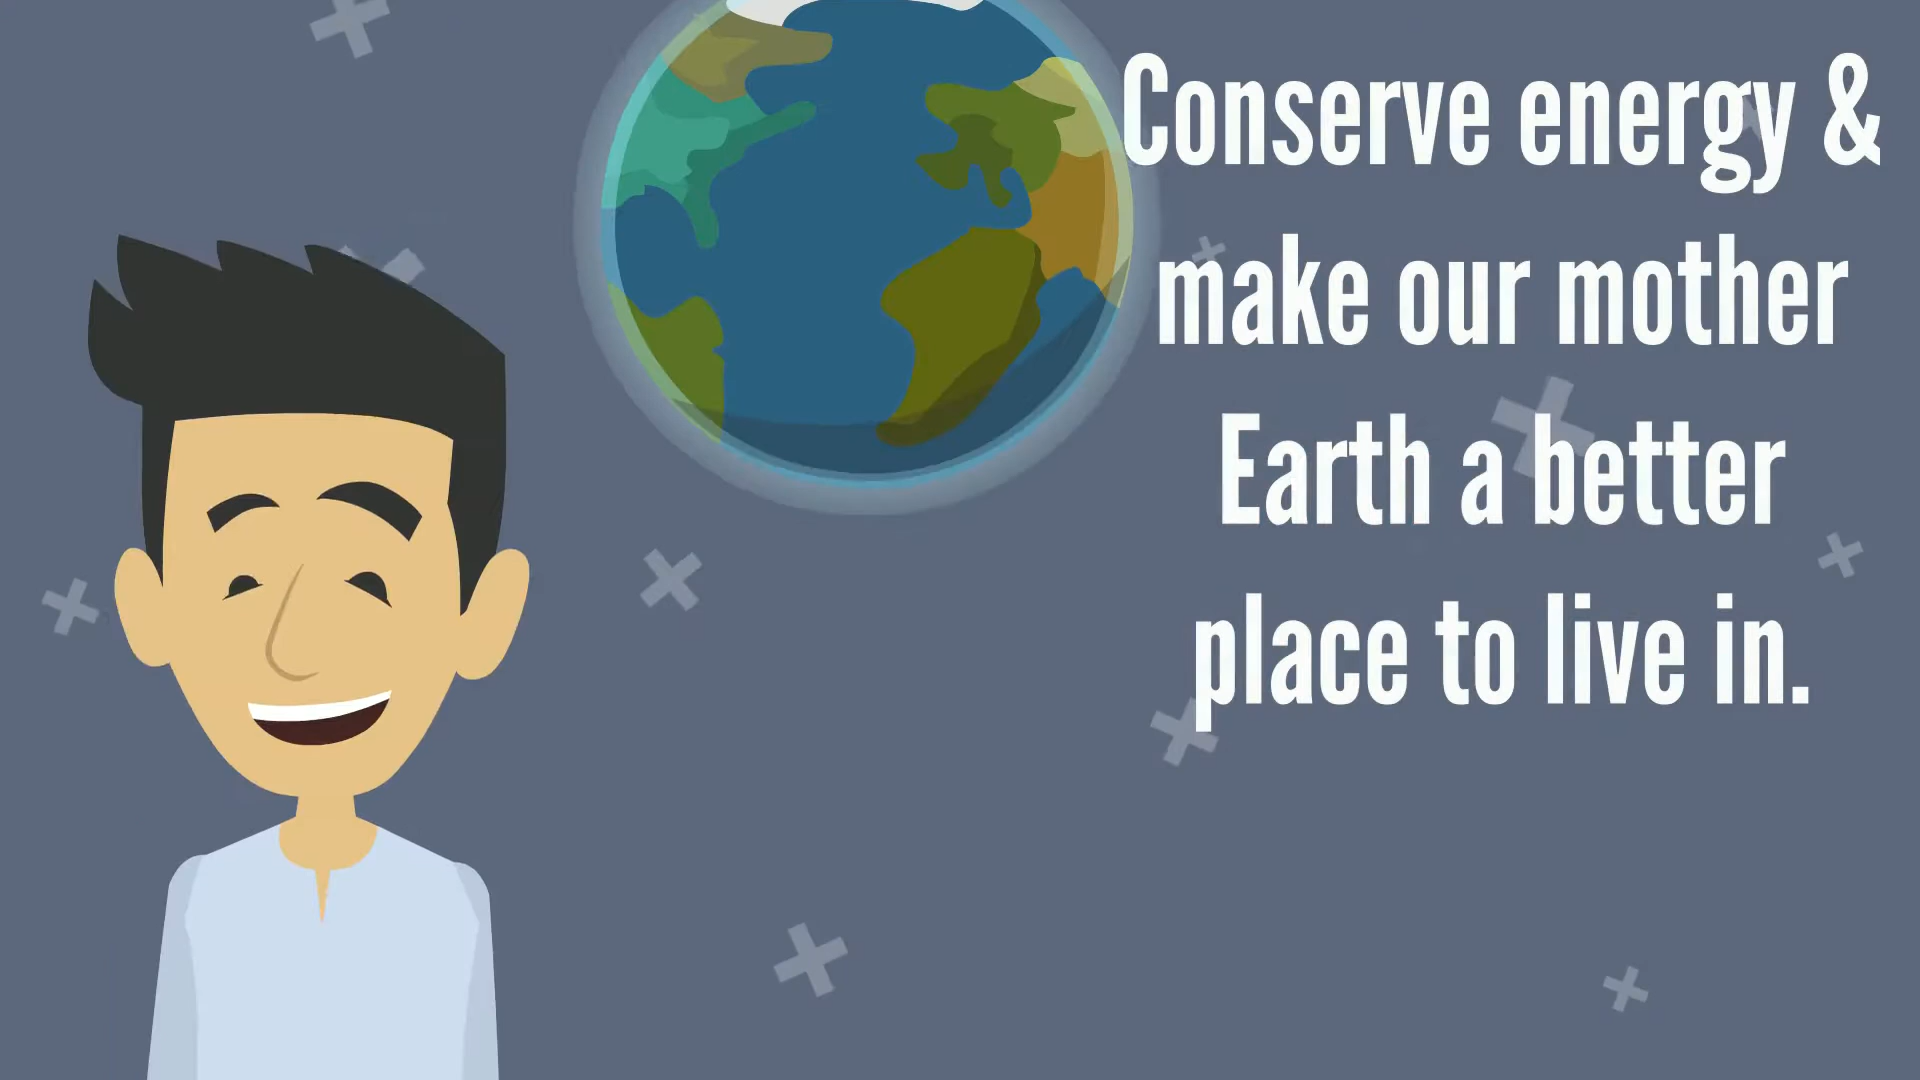 Conserve energy &
make our mother
Earth a better
place to live in.